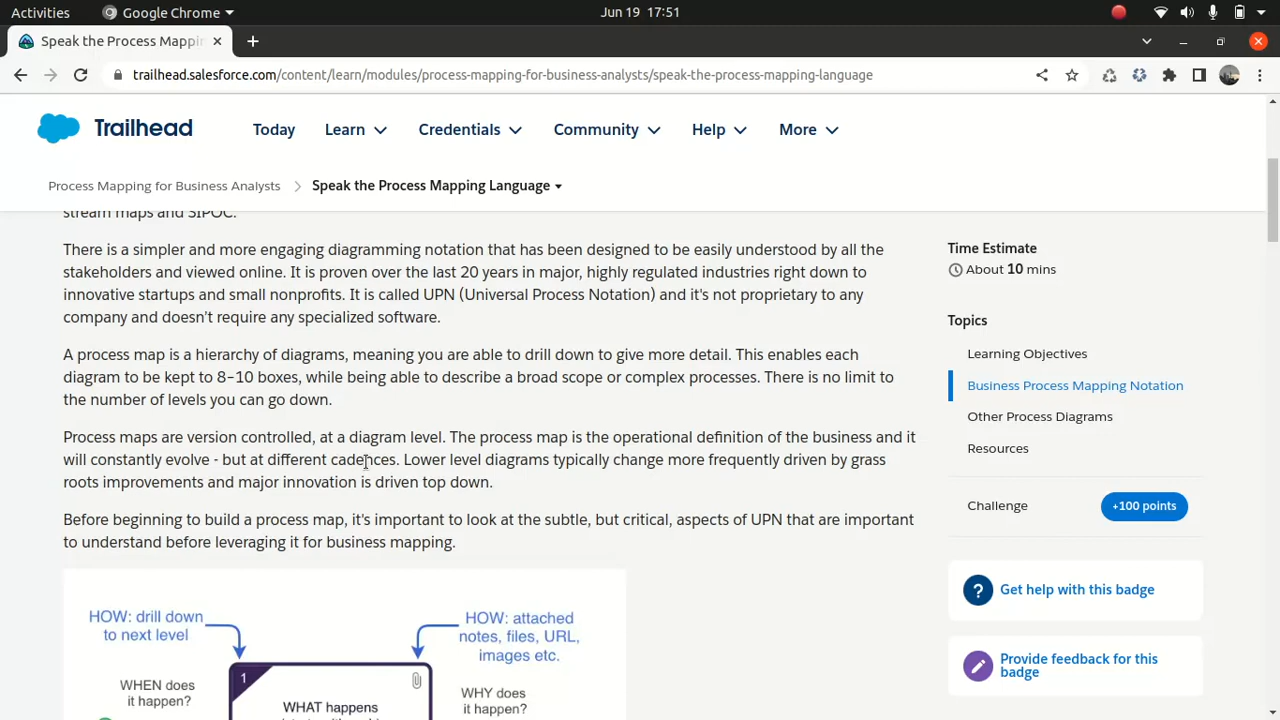 Activities Google Chrome Jun 19 17:51
Speak the Process Mappin
trailhead.salesforce.com/content/learn/modules/process-mapping-for-business-analysts/speak-the-process-mapping-language
Trailhead Today Learn Credentials Community Help More
Process Mapping for Business Analysts Speak the Process Mapping Language
stream maps and SIPOC.
There is a simpler and more engaging diagramming notation that has been designed to be easily understood by all the
stakeholders and viewed online. It is proven over the last 20 years in major, highly regulated industries right down to
innovative startups and small nonprofits. It is called UPN (Universal Process Notation) and it's not proprietary to any
company and doesn't require any specialized software.
A process map is a hierarchy of diagrams, meaning you are able to drill down to give more detail. This enables each
diagram to be kept to 8–10 boxes, while being able to describe a broad scope or complex processes. There is no limit to
the number of levels you can go down.
Process maps are version controlled, at a diagram level. The process map is the operational definition of the business and it
will constantly evolve - but at different cadences. Lower level diagrams typically change more frequently driven by grass
roots improvements and major innovation is driven top down.
Before beginning to build a process map, it's important to look at the subtle, but critical, aspects of UPN that are important
to understand before leveraging it for business mapping.
HOW: drill down
to next level
HOW: attached
notes, files, URL,
images etc.
WHEN does
it happen?
1
WHAT happens
WHY does
it happen?
Time Estimate
About 10 mins
Topics
Learning Objectives
Business Process Mapping Notation
Other Process Diagrams
Resources
Challenge +100 points
? Get help with this badge
Provide feedback for this
badge